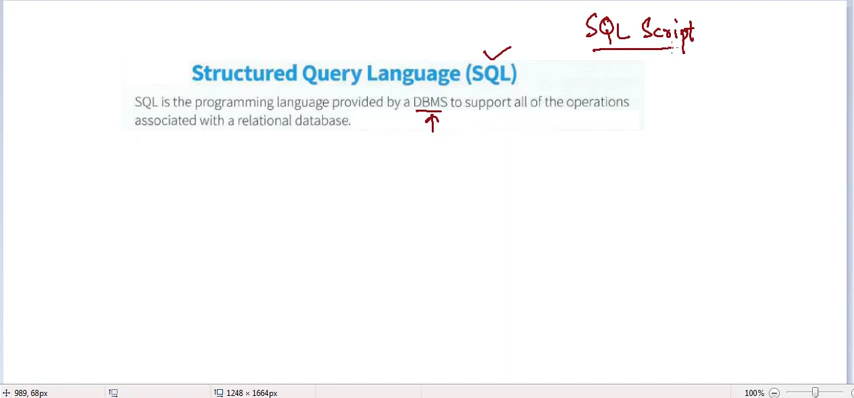 SQL Script
Structured Query Language (SQL)
SQL is the programming language provided by a DBMS to support all of the operations
associated with a relational database.
989, 68px
1248 × 1664px
100%